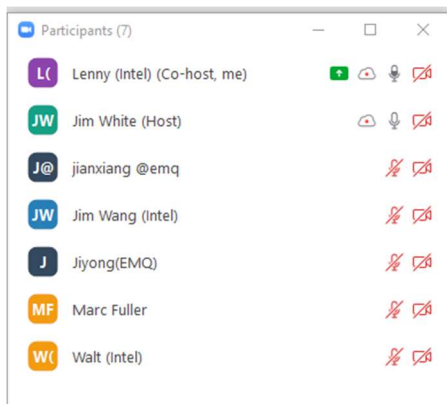 Participants (7)
L( Lenny (Intel) (Co-host, me)
JW Jim White (Host)
J@ jianxiang @emq
JW Jim Wang (Intel)
J Jiyong(EMQ)
MF Marc Fuller
W( Walt (Intel)